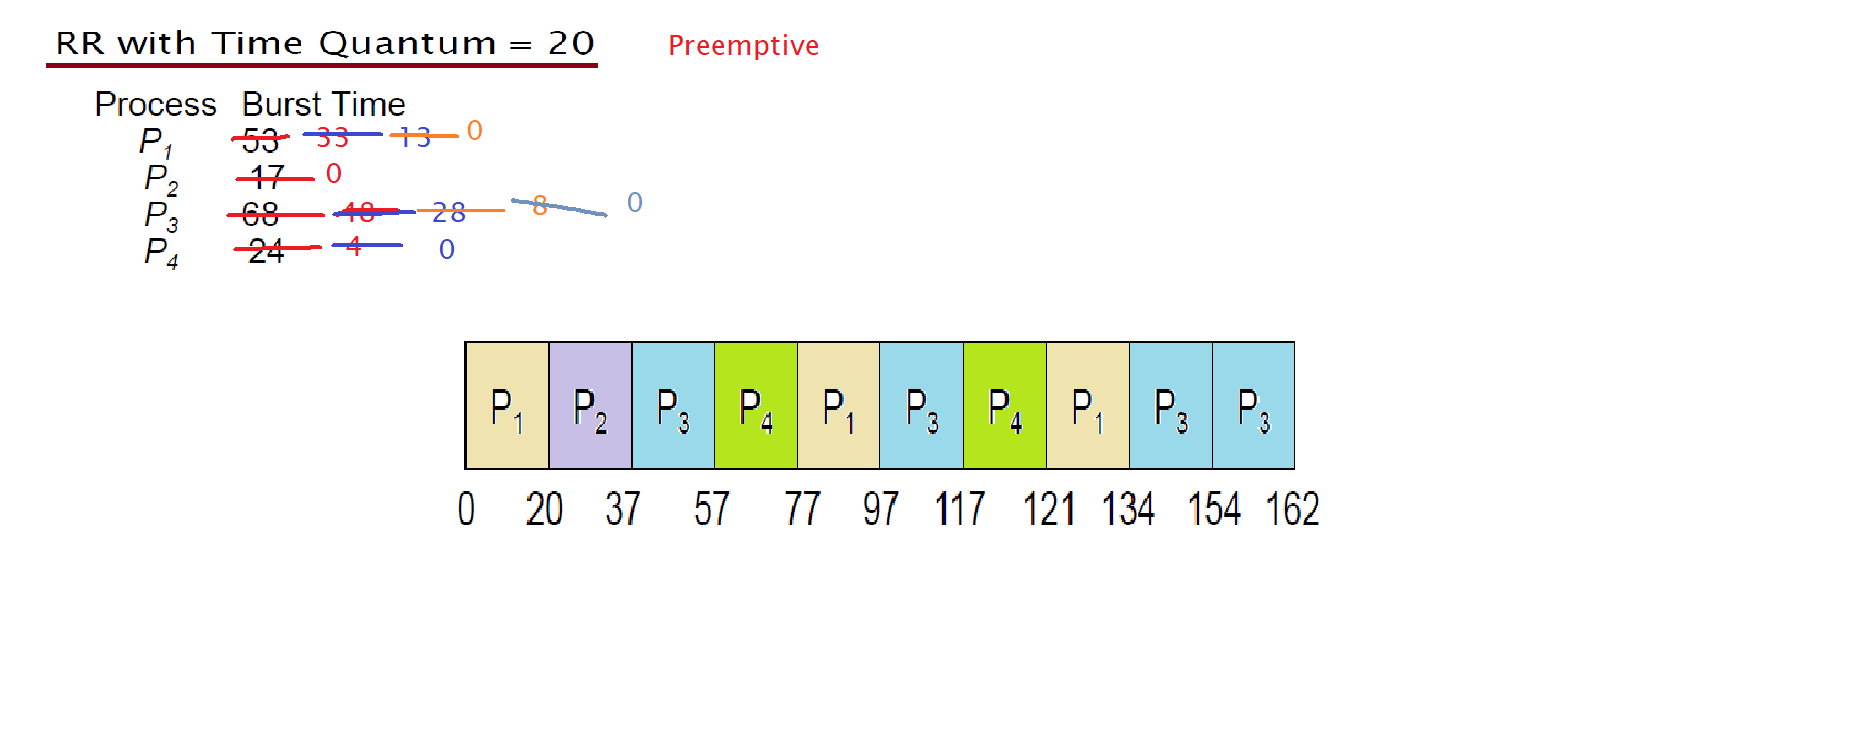 RR with Time Quantum = 20 Preemptive
Process Burst Time
P1 53 33 13 0
P2 17 0
P3 68 48 28 8 0
P4 24 4 0
P1 P2 P3 P4 P1 P3 P4 P1 P3 P3
0 20 37 57 77 97 117 121 134 154 162